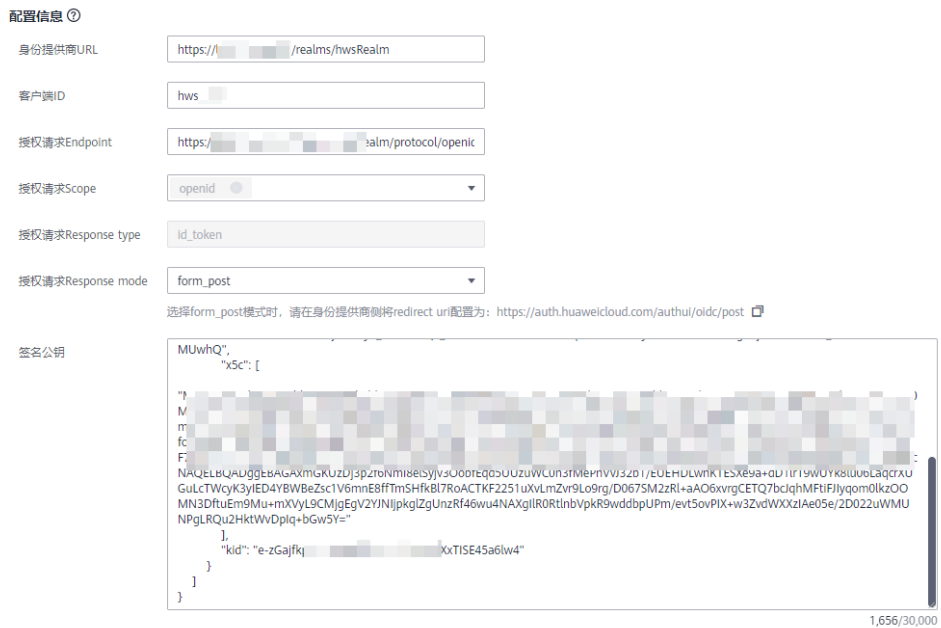 配置信息
身份提供商URL
https:// /realms/hwsRealm
客户端ID
hws
授权请求Endpoint
https:/ ealm/protocol/openic
授权请求Scope
openid
授权请求Response type
id_token
授权请求Response mode
form_post
选择form_post模式时，请在身份提供商侧将redirect url配置为：https://auth.huaweicloud.com/authui/oidc/post
签名公钥
MUwhQ",
"x5c": [
GuLcTWcyK3yIED4YBWBeZsc1V6mnE8ffTmSHfkBl7RoACTKF2251uXvLmZvr9Lo9rg/D067SM2zRl+aAO6xvrgCETQ7bcJqhMFtiFJIyqom0lkzOO
MN3DftuEm9Mu+mXVyL9CMjgEgV2YJNIjpkglZgUnzRf46wu4NAXgIlR0RtlnbVpkR9wddbpUPm/evt5ovPIX+w3ZvdWXXzIAe05e/2D022uWMU
NPgLRQu2HktWvDpIq+bGw5Y="
],
"kid": "e-zGajfkp XxTISE45a6lw4"
}
]
}
1,656/30,000